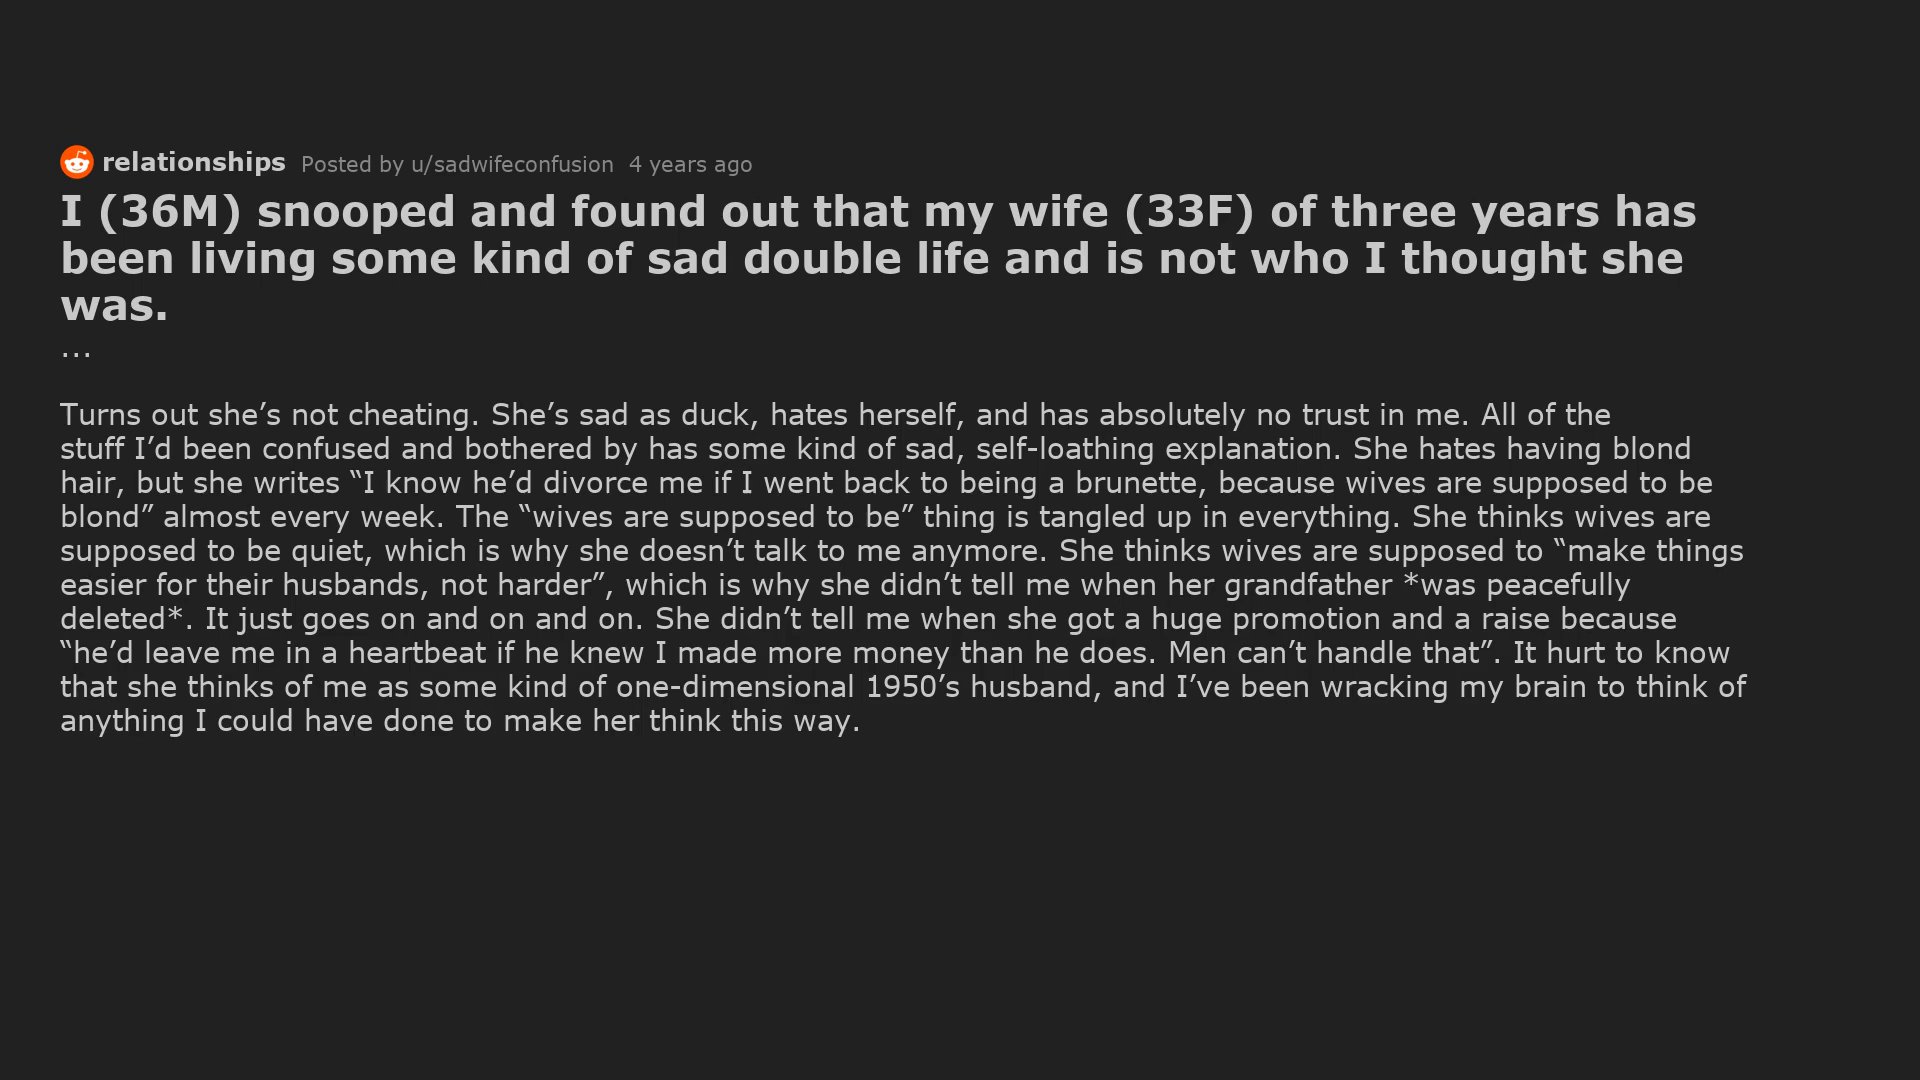 relationships Posted by u/sadwifeconfusion 4 years ago
I (36M) snooped and found out that my wife (33F) of three years has
been living some kind of sad double life and is not who I thought she
was.
...
Turns out she’s not cheating. She’s sad as duck, hates herself, and has absolutely no trust in me. All of the
stuff I’d been confused and bothered by has some kind of sad, self-loathing explanation. She hates having blond
hair, but she writes “I know he’d divorce me if I went back to being a brunette, because wives are supposed to be
blond” almost every week. The “wives are supposed to be” thing is tangled up in everything. She thinks wives are
supposed to be quiet, which is why she doesn’t talk to me anymore. She thinks wives are supposed to “make things
easier for their husbands, not harder”, which is why she didn’t tell me when her grandfather *was peacefully
deleted*. It just goes on and on and on. She didn’t tell me when she got a huge promotion and a raise because
“he’d leave me in a heartbeat if he knew I made more money than he does. Men can’t handle that”. It hurt to know
that she thinks of me as some kind of one-dimensional 1950’s husband, and I’ve been wracking my brain to think of
anything I could have done to make her think this way.